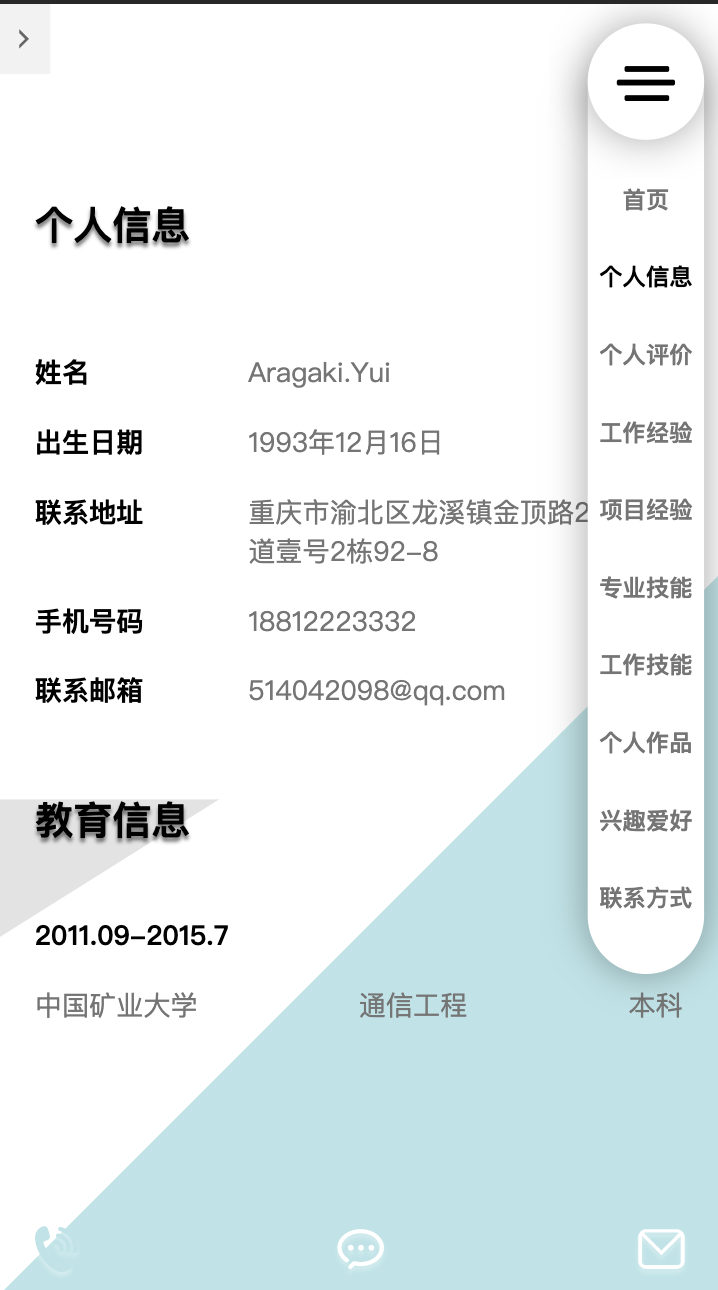 个人信息
姓名 Aragaki.Yui
出生日期 1993年12月16日
联系地址 重庆市渝北区龙溪镇金顶路2
道壹号2栋92-8
手机号码 18812223332
联系邮箱 514042098@qq.com
教育信息
2011.09-2015.7
中国矿业大学 通信工程 本科
首页
个人信息
个人评价
工作经验
项目经验
专业技能
工作技能
个人作品
兴趣爱好
联系方式